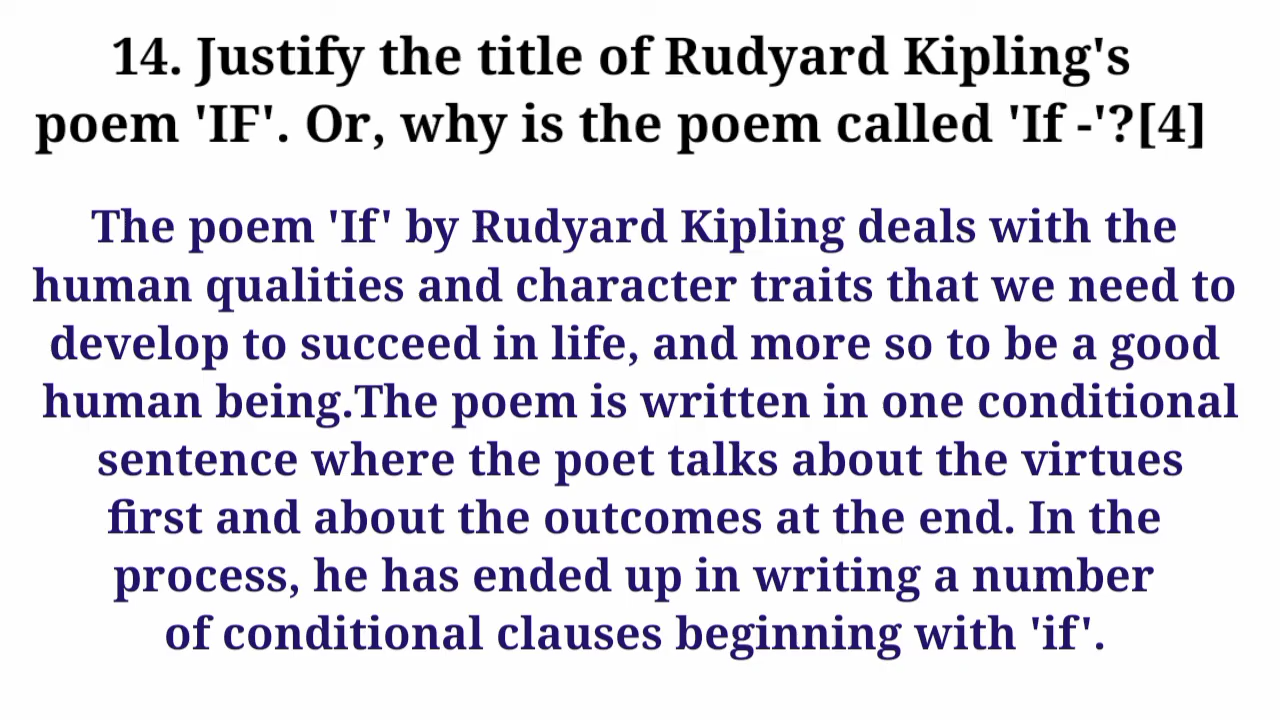 14. Justify the title of Rudyard Kipling's
poem 'IF'. Or, why is the poem called 'If -'?[4]
The poem 'If' by Rudyard Kipling deals with the
human qualities and character traits that we need to
develop to succeed in life, and more so to be a good
human being.The poem is written in one conditional
sentence where the poet talks about the virtues
first and about the outcomes at the end. In the
process, he has ended up in writing a number
of conditional clauses beginning with 'if'.